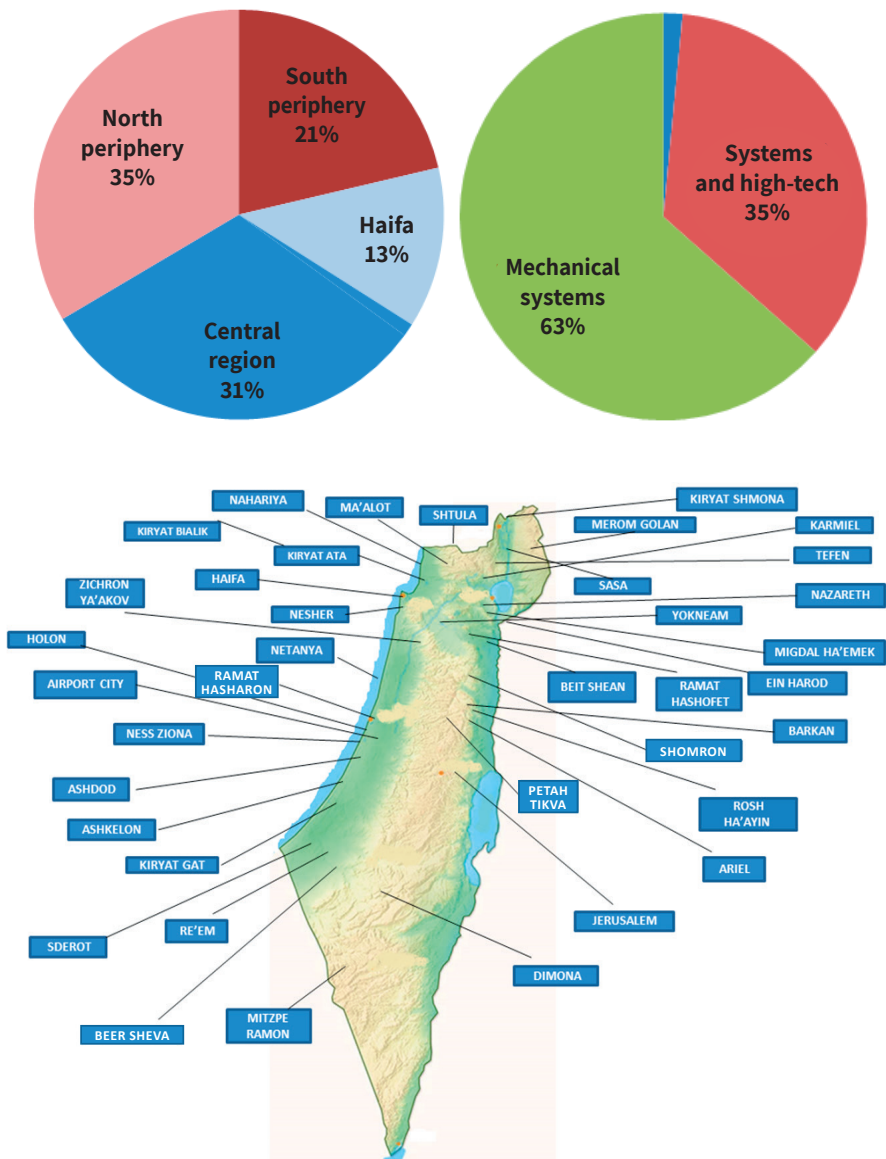 North
periphery
35%
South
periphery
21%
Haifa
13%
Central
region
31%
Systems
and high-tech
35%
Mechanical
systems
63%
NAHARIYA
MA'ALOT
SHTULA
KIRYAT SHMONA
KIRYAT BIALIK
MEROM GOLAN
KARMIEL
KIRYAT ATA
TEFEN
ZICHRON
YA'AKOV
HAIFA
SASA
NAZARETH
NESHER
YOKNEAM
HOLON
NETANYA
MIGDAL HA'EMEK
AIRPORT CITY
RAMAT
HASHARON
BEIT SHEAN
RAMAT
HASHOFET
EIN HAROD
NESS ZIONA
BARKAN
SHOMRON
ASHDOD
PETAH
TIKVA
ROSH
HA'AYIN
ASHKELON
KIRYAT GAT
ARIEL
RE'EM
JERUSALEM
SDEROT
DIMONA
BEER SHEVA
MITZPE
RAMON